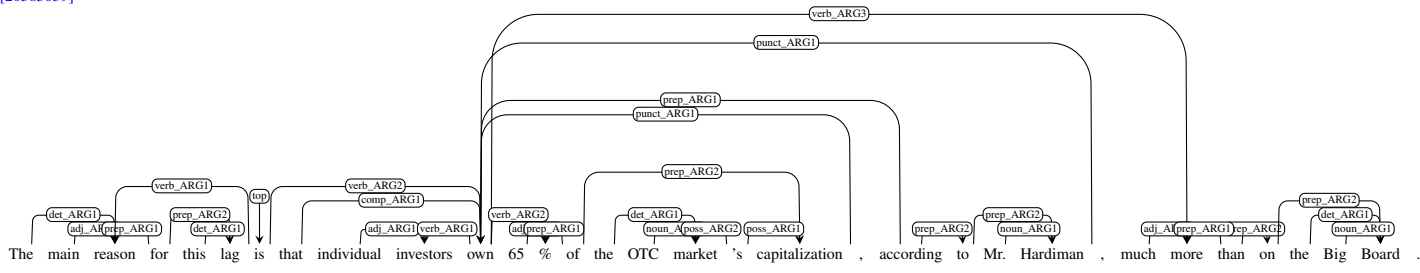 [20585059]
verb_ARG3
punct_ARG1
prep_ARG1
punct_ARG1
prep_ARG2
verb_ARG1 top verb_ARG2
comp_ARG1 prep_ARG2
det_ARG1 prep_ARG2 verb_ARG2 det_ARG1 prep_ARG2 det_ARG1
prep_ARG1 det_ARG1 adj_ARG1 verb_ARG1 prep_ARG1 poss_ARG2 poss_ARG1 prep_ARG2 noun_ARG1 prep_ARG1 noun_ARG1
The main reason for this lag is that individual investors own 65 % of the OTC market 's capitalization , according to Mr. Hardiman , much more than on the Big Board .